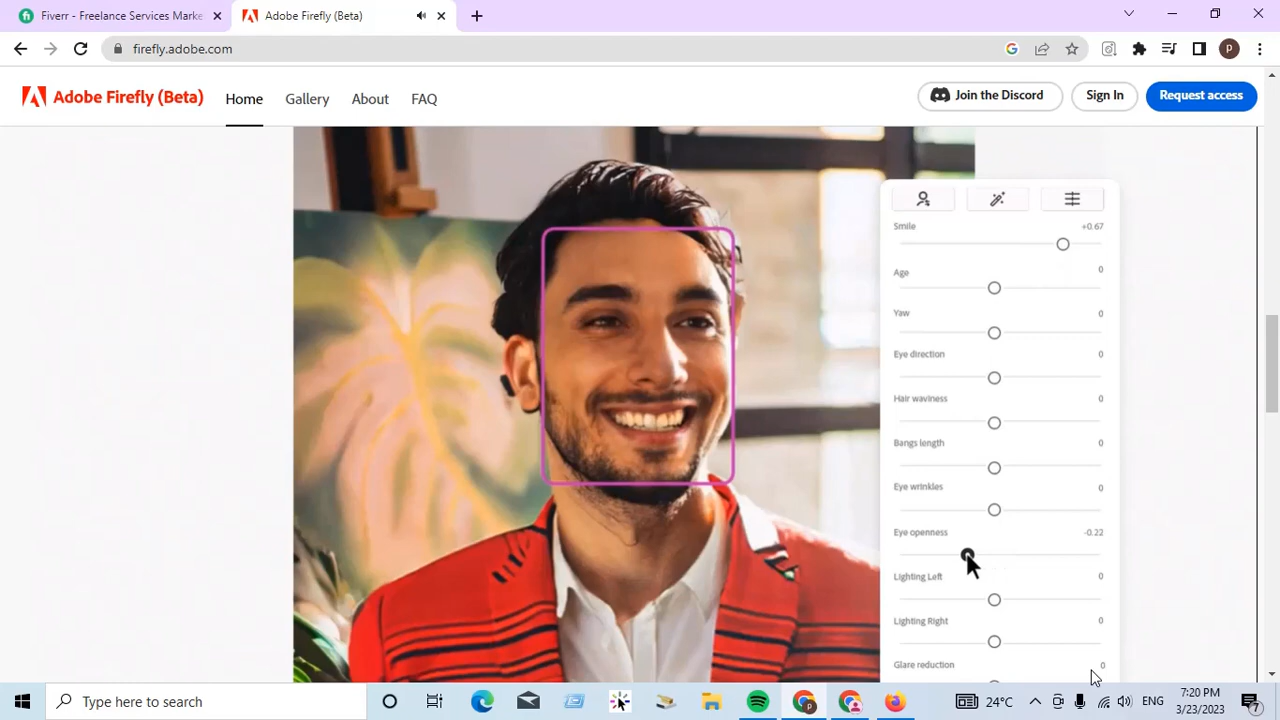 Fiverr - Freelance Services Marke
Adobe Firefly (Beta)
firefly.adobe.com
P
Adobe Firefly (Beta)
Home
Gallery
About
FAQ
Join the Discord
Sign In
Request access
Smile +0.67
Age 0
Yaw 0
Eye direction 0
Hair waviness 0
Bangs length 0
Eye wrinkles 0
Eye openness -0.22
Lighting Left 0
Lighting Right 0
Glare reduction 0
Type here to search
24°C
ENG
7:20 PM
3/23/2023
7